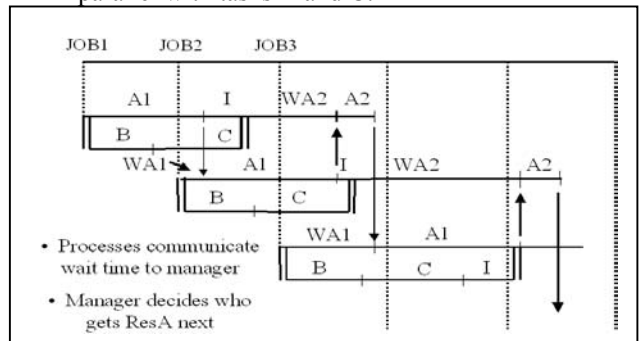 JOB1 JOB2 JOB3
A1 I WA2 A2
B C
WA1 A1 I WA2 A2
B C
WA1 A1
B C I
• Processes communicate
wait time to manager
• Manager decides who
gets ResA next